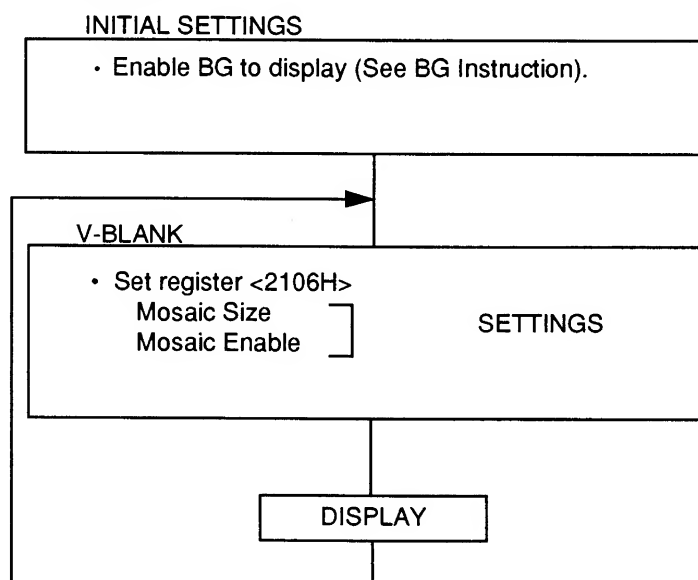 INITIAL SETTINGS
· Enable BG to display (See BG Instruction).
V-BLANK
· Set register <2106H>
Mosaic Size
Mosaic Enable
SETTINGS
DISPLAY